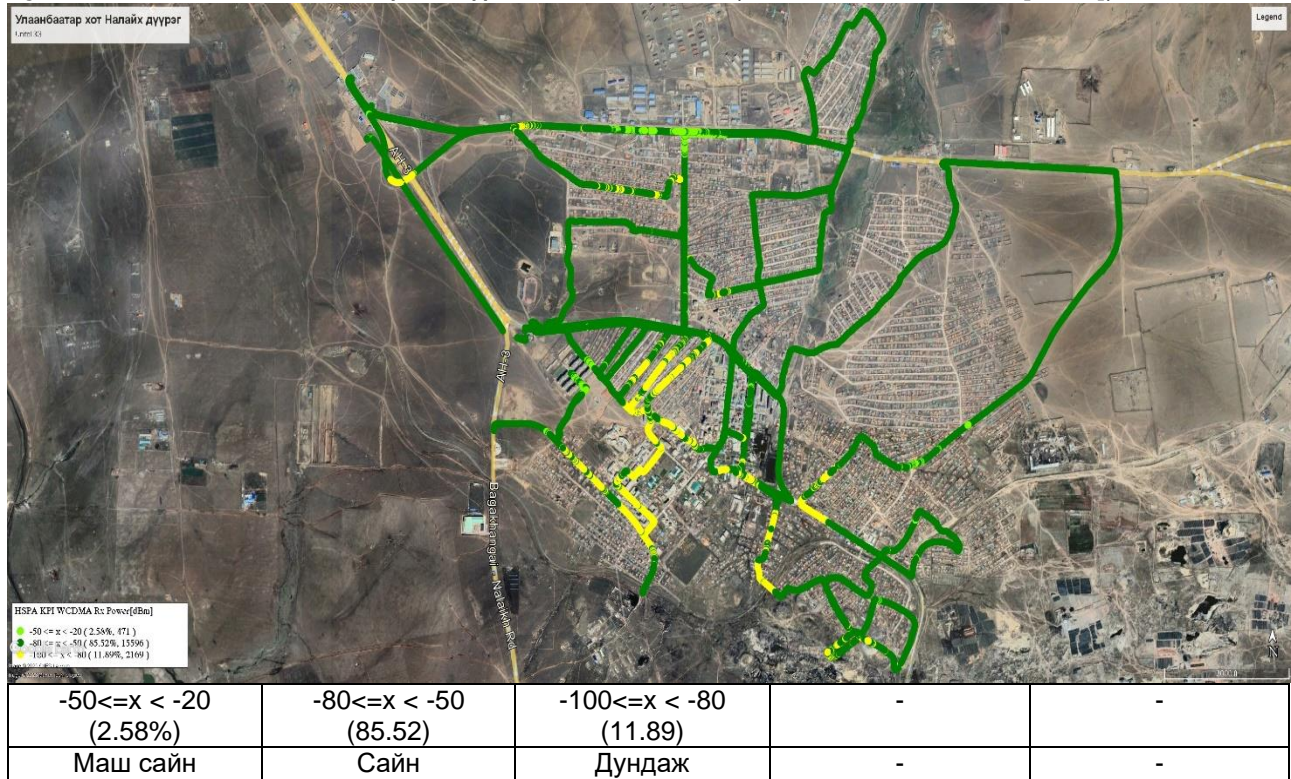 Улаанбаатар хот Налайх дүүрэг
Legend
AH-3
AH-3
Bagakhangai - Nalaikh Rd
HSPA KPI WCDMA Rx Power[dBm]
-50 <= x < -20 ( 2.58%, 471 )
-80 <= x < -50 ( 85.52%, 15596 )
-100 <= x < -80 ( 11.89%, 2169 )
N
-50<=x < -20 (2.58%)
-80<=x < -50 (85.52)
-100<=x < -80 (11.89)
-
-
Маш сайн
Сайн
Дундаж
-
-